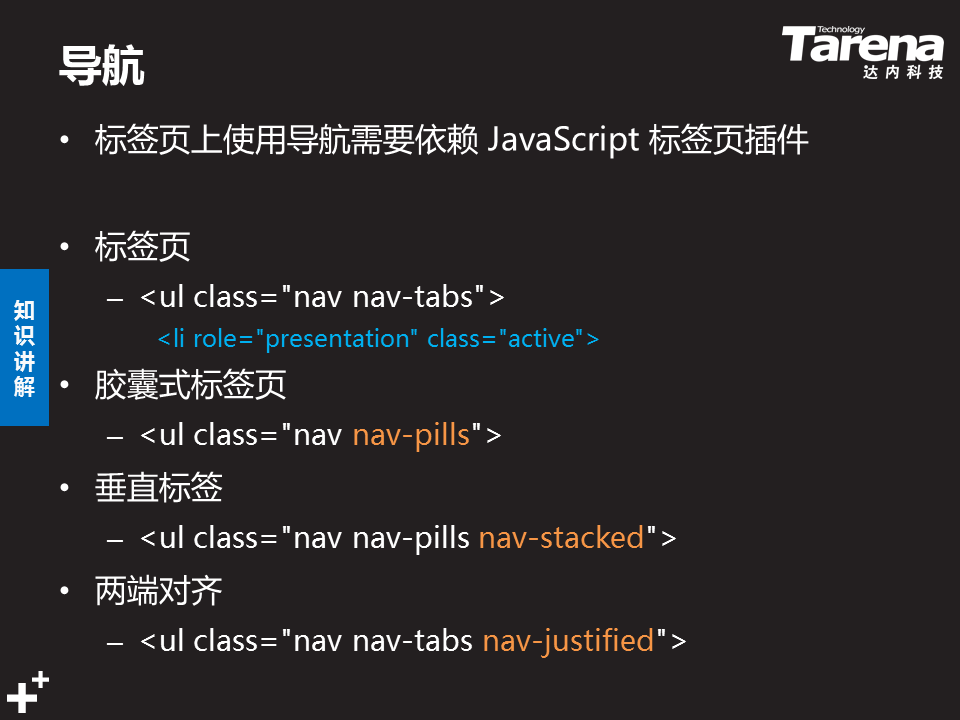 导航
Technology
Tarena
达内科技
• 标签页上使用导航需要依赖 JavaScript 标签页插件
• 标签页
– <ul class="nav nav-tabs">
<li role="presentation" class="active">
知识讲解
• 胶囊式标签页
– <ul class="nav nav-pills">
• 垂直标签
– <ul class="nav nav-pills nav-stacked">
• 两端对齐
– <ul class="nav nav-tabs nav-justified">